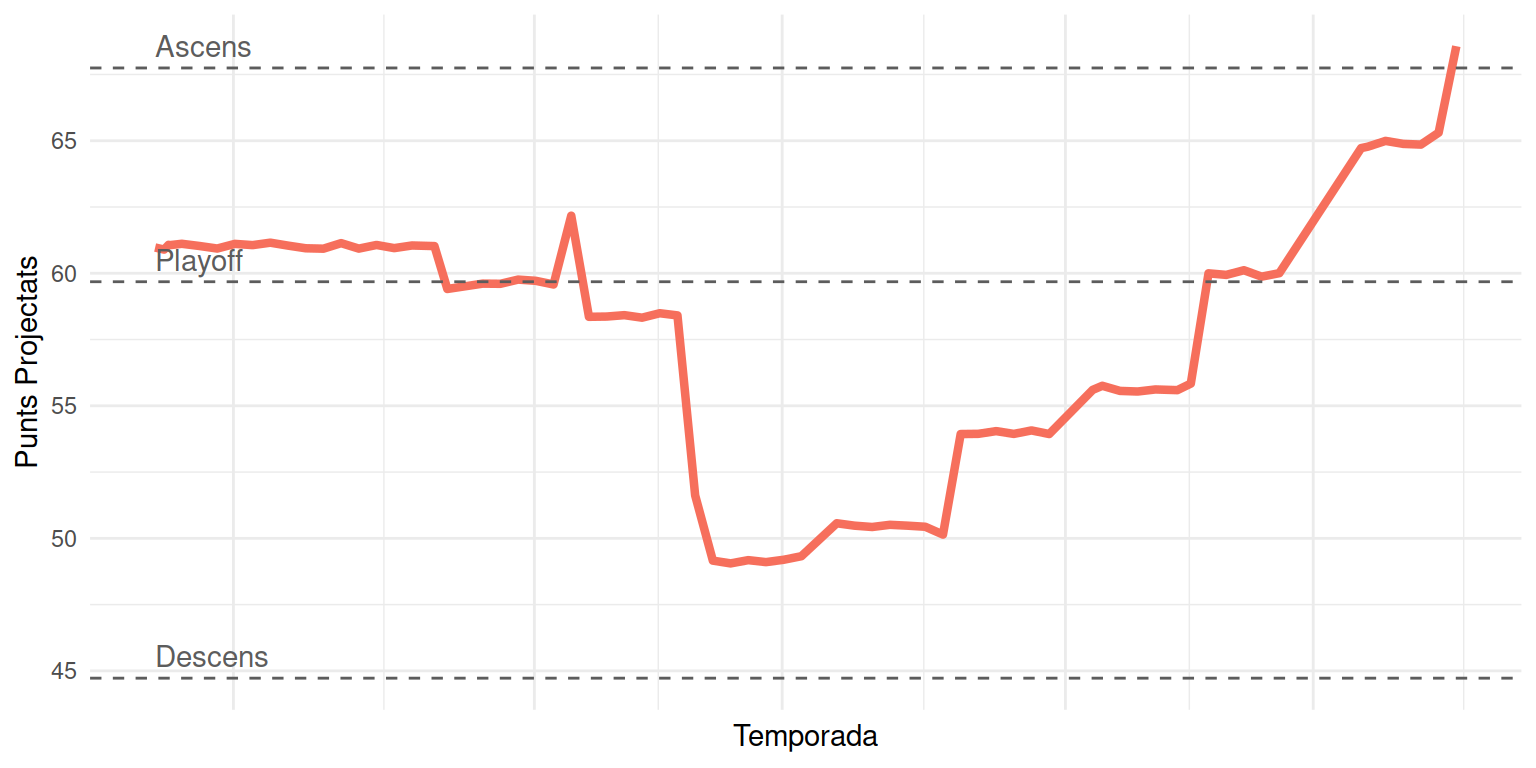 Ascens
65
Playoff
60
55
50
Descens
45
Punts Projectats
Temporada